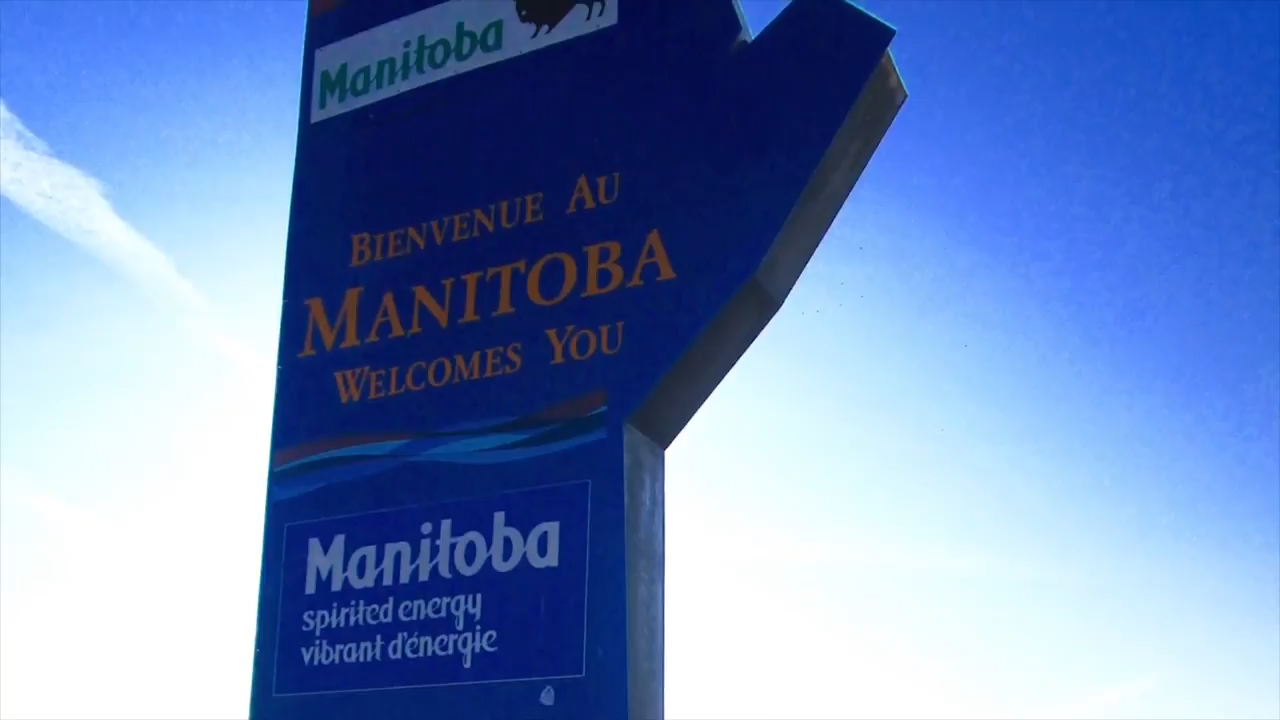 Manitoba
BIENVENUE AU
MANITOBA
WELCOMES YOU
Manitoba
spirited energy
vibrant d'énergie